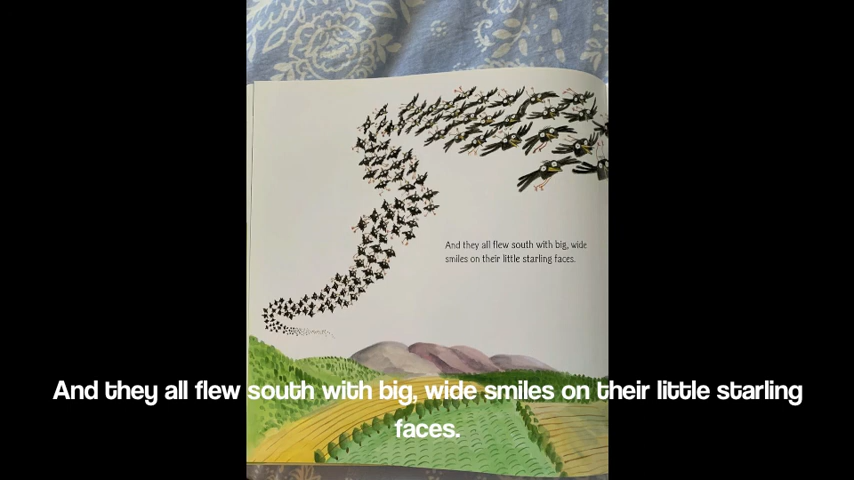 And they all flew south with big, wide
smiles on their little starling faces.
And they all flew south with big, wide smiles on their little starling
faces.